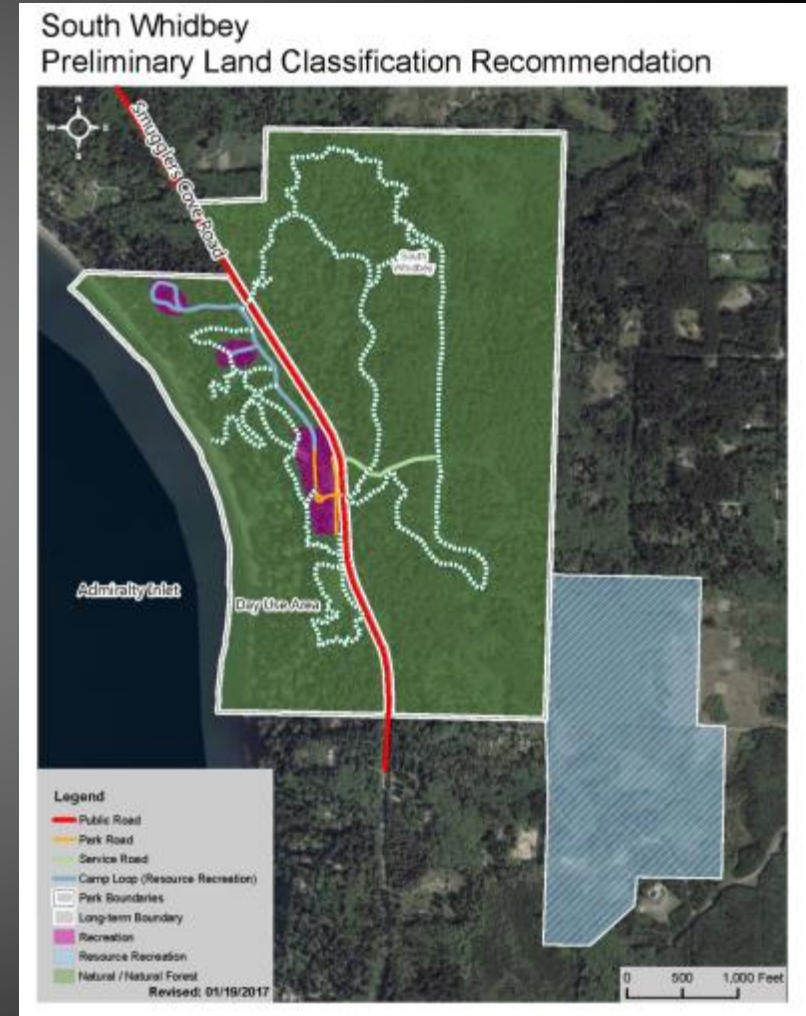 South Whidbey
Preliminary Land Classification Recommendation
N
W
E
S
Smugglers Cove Road
South
Whidbey
Admiralty Inlet
Day Use Area
Legend
Public Road
Park Road
Service Road
Camp Loop (Resource Recreation)
Park Boundaries
Long-term Boundary
Recreation
Resource Recreation
Natural / Natural Forest
Revised: 01/19/2017
0 500 1,000 Feet